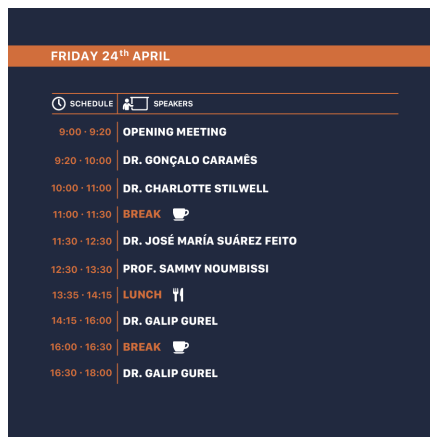 FRIDAY 24th APRIL
SCHEDULE SPEAKERS
9:00 · 9:20 OPENING MEETING
9:20 · 10:00 DR. GONÇALO CARAMÊS
10:00 · 11:00 DR. CHARLOTTE STILWELL
11:00 · 11:30 BREAK
11:30 · 12:30 DR. JOSÉ MARÍA SUÁREZ FEITO
12:30 · 13:30 PROF. SAMMY NOUMBISSI
13:35 · 14:15 LUNCH
14:15 · 16:00 DR. GALIP GUREL
16:00 · 16:30 BREAK
16:30 · 18:00 DR. GALIP GUREL